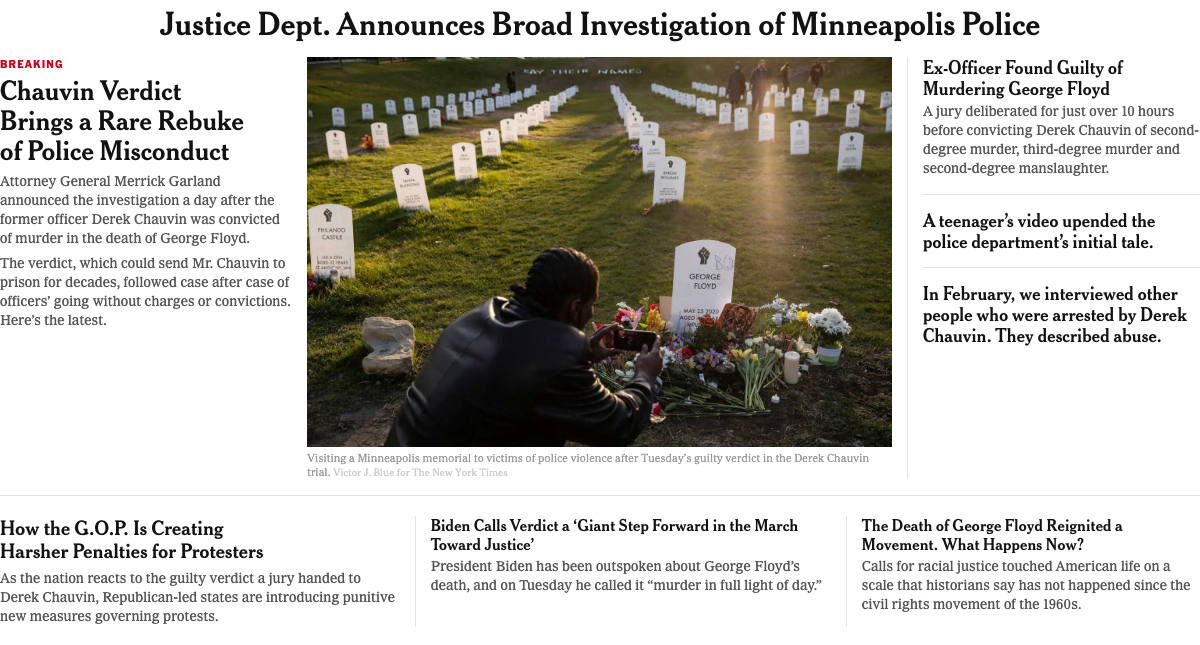 Justice Dept. Announces Broad Investigation of Minneapolis Police
BREAKING
Chauvin Verdict
Brings a Rare Rebuke
of Police Misconduct
Attorney General Merrick Garland
announced the investigation a day after the
former officer Derek Chauvin was convicted
of murder in the death of George Floyd.
The verdict, which could send Mr. Chauvin to
prison for decades, followed case after case of
officers’ going without charges or convictions.
Here’s the latest.
SAY THEIR NAMES
PHILANDO
CASTILE
GEORGE
FLOYD
MAY 25 2020
Visiting a Minneapolis memorial to victims of police violence after Tuesday’s guilty verdict in the Derek Chauvin
trial. Victor J. Blue for The New York Times
Ex-Officer Found Guilty of
Murdering George Floyd
A jury deliberated for just over 10 hours
before convicting Derek Chauvin of second-
degree murder, third-degree murder and
second-degree manslaughter.
A teenager’s video upended the
police department’s initial tale.
In February, we interviewed other
people who were arrested by Derek
Chauvin. They described abuse.
How the G.O.P. Is Creating
Harsher Penalties for Protesters
As the nation reacts to the guilty verdict a jury handed to
Derek Chauvin, Republican-led states are introducing punitive
new measures governing protests.
Biden Calls Verdict a ‘Giant Step Forward in the March
Toward Justice’
President Biden has been outspoken about George Floyd’s
death, and on Tuesday he called it “murder in full light of day.”
The Death of George Floyd Reignited a
Movement. What Happens Now?
Calls for racial justice touched American life on a
scale that historians say has not happened since the
civil rights movement of the 1960s.